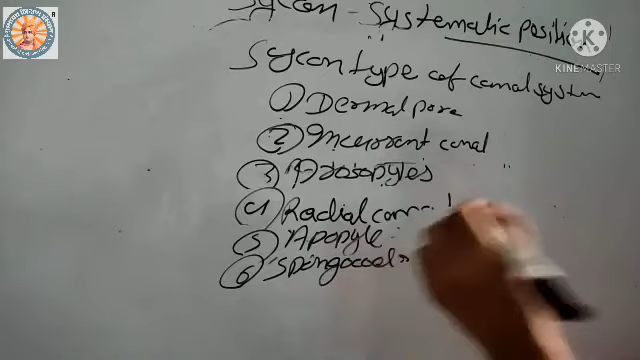 Sycon - Systematic position
Sycon type of canal system
① Dermal pore
② Incurrent canal
③ Prosopyles
④ Radial canal
⑤ Apopyle
⑥ Spongocoel
KINEMASTER